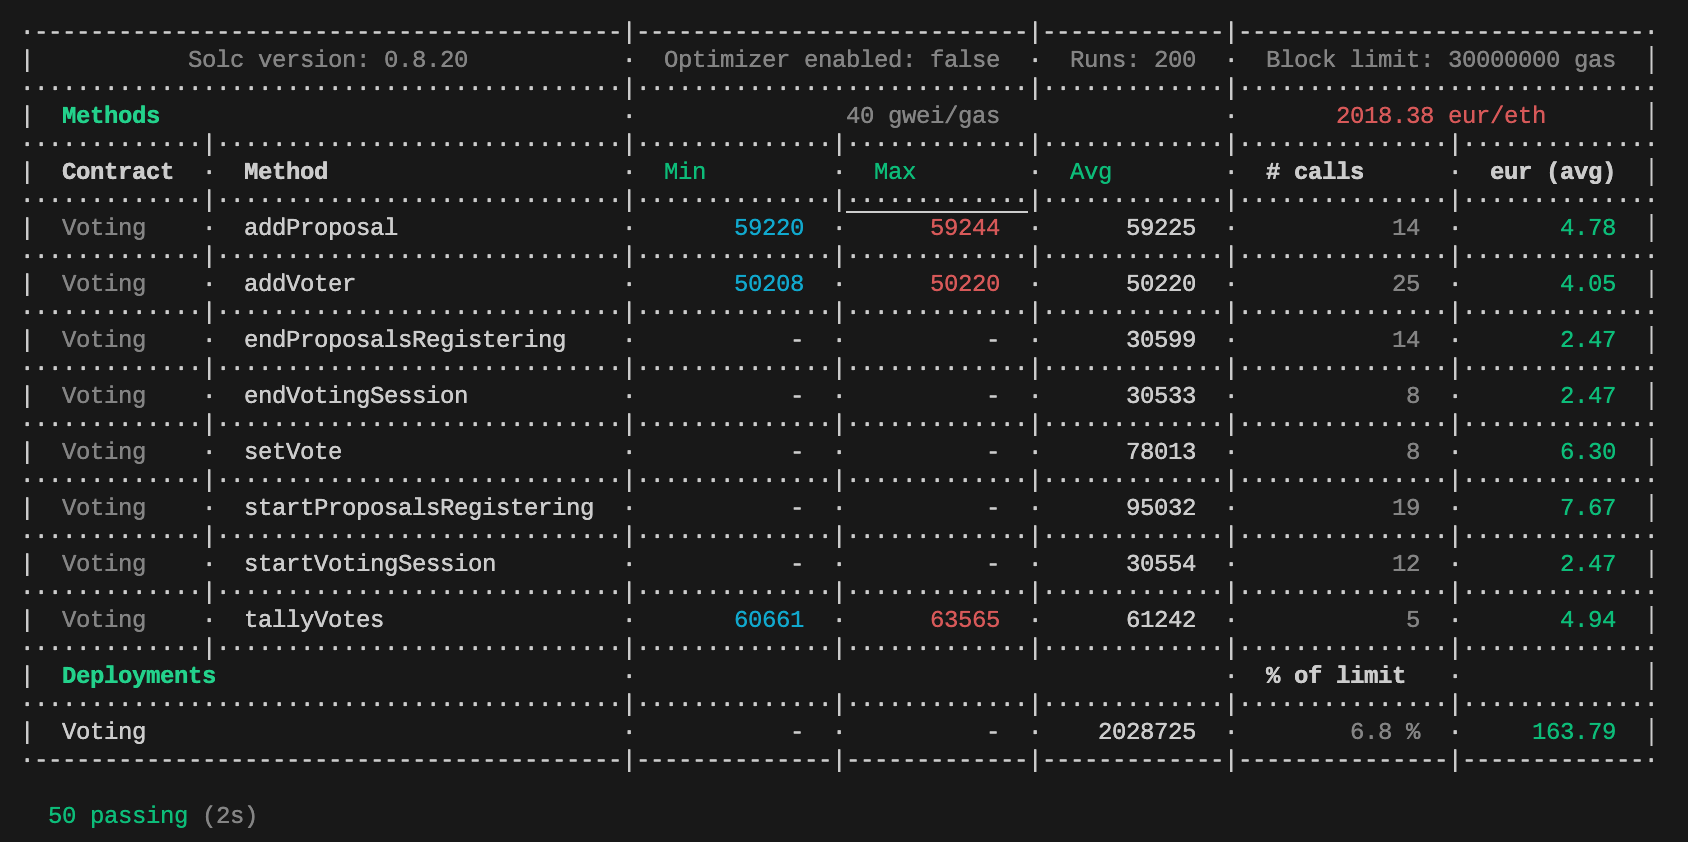 Solc version: 0.8.20 · Optimizer enabled: false · Runs: 200 · Block limit: 30000000 gas
Methods · 40 gwei/gas · 2018.38 eur/eth
Contract · Method · Min · Max · Avg · # calls · eur (avg)
Voting · addProposal · 59220 · 59244 · 59225 · 14 · 4.78
Voting · addVoter · 50208 · 50220 · 50220 · 25 · 4.05
Voting · endProposalsRegistering · - · - · 30599 · 14 · 2.47
Voting · endVotingSession · - · - · 30533 · 8 · 2.47
Voting · setVote · - · - · 78013 · 8 · 6.30
Voting · startProposalsRegistering · - · - · 95032 · 19 · 7.67
Voting · startVotingSession · - · - · 30554 · 12 · 2.47
Voting · tallyVotes · 60661 · 63565 · 61242 · 5 · 4.94
Deployments · · % of limit ·
Voting · - · - · 2028725 · 6.8 % · 163.79
50 passing (2s)